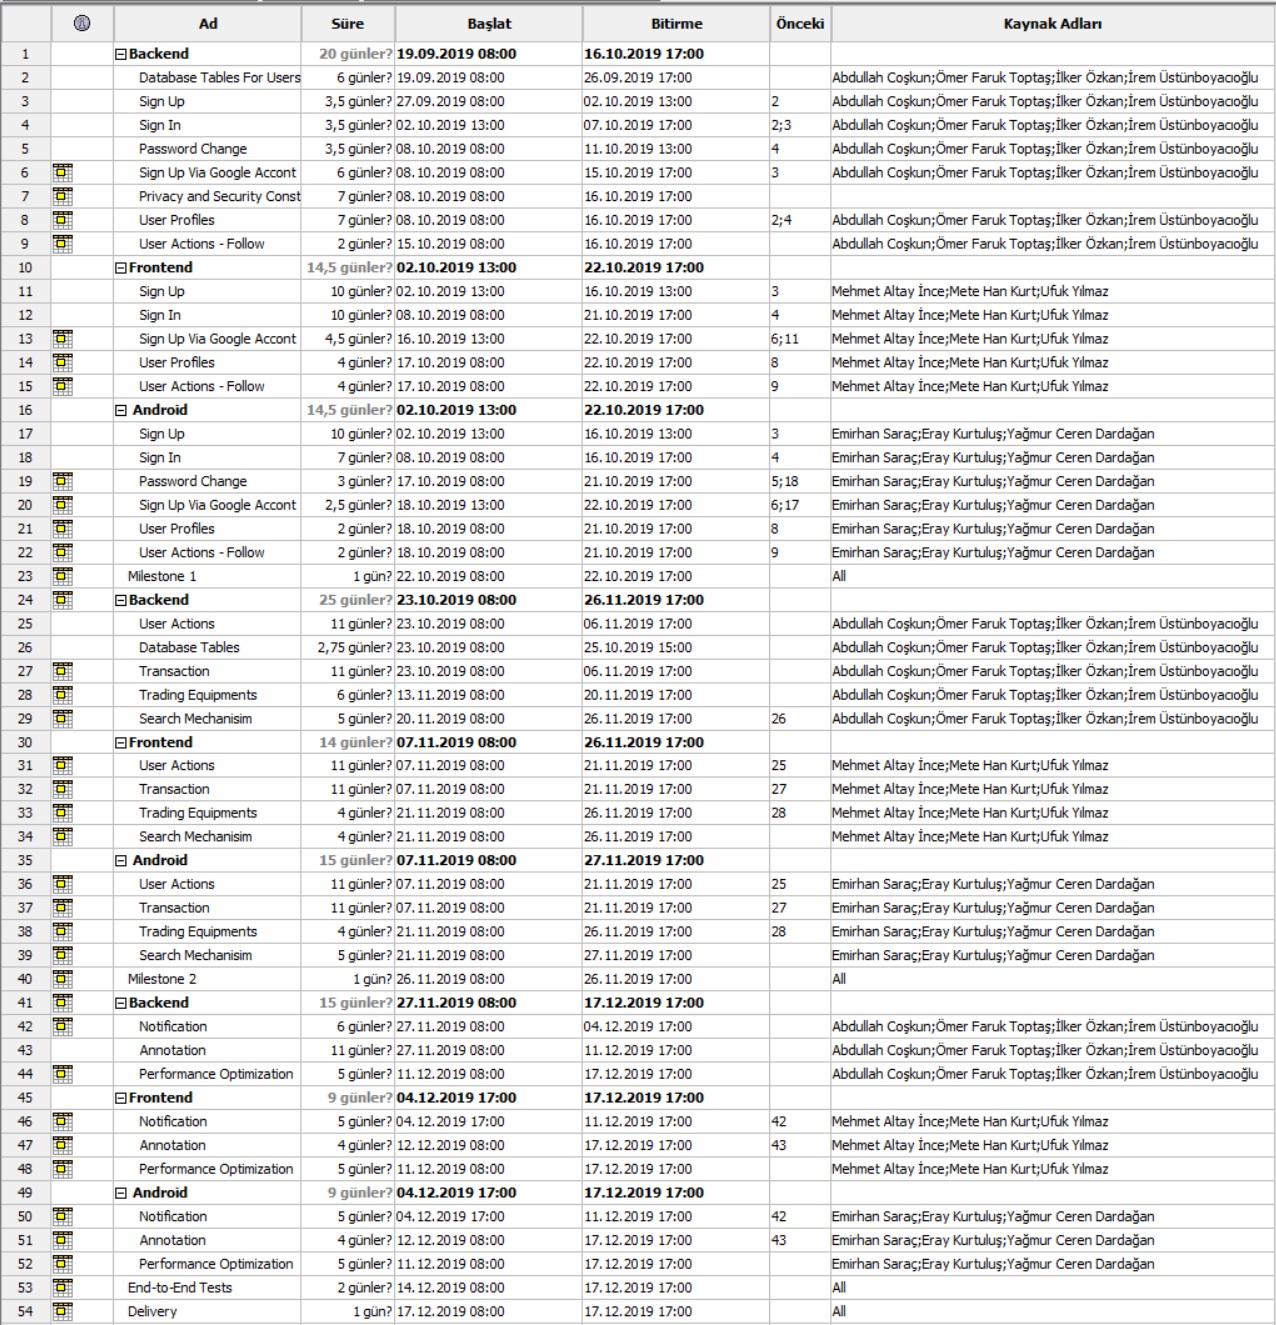 Ad Süre Başlat Bitirme Önceki Kaynak Adları
1 Backend 20 günler? 19.09.2019 08:00 16.10.2019 17:00
2 Database Tables For Users 6 günler? 19.09.2019 08:00 26.09.2019 17:00 Abdullah Coşkun;Ömer Faruk Toptaş;İlker Özkan;İrem Üstünboyacıoğlu
3 Sign Up 3,5 günler? 27.09.2019 08:00 02.10.2019 13:00 2 Abdullah Coşkun;Ömer Faruk Toptaş;İlker Özkan;İrem Üstünboyacıoğlu
4 Sign In 3,5 günler? 02.10.2019 13:00 07.10.2019 17:00 2;3 Abdullah Coşkun;Ömer Faruk Toptaş;İlker Özkan;İrem Üstünboyacıoğlu
5 Password Change 3,5 günler? 08.10.2019 08:00 11.10.2019 13:00 4 Abdullah Coşkun;Ömer Faruk Toptaş;İlker Özkan;İrem Üstünboyacıoğlu
6 Sign Up Via Google Accont 6 günler? 08.10.2019 08:00 15.10.2019 17:00 3 Abdullah Coşkun;Ömer Faruk Toptaş;İlker Özkan;İrem Üstünboyacıoğlu
7 Privacy and Security Const 7 günler? 08.10.2019 08:00 16.10.2019 17:00
8 User Profiles 7 günler? 08.10.2019 08:00 16.10.2019 17:00 2;4 Abdullah Coşkun;Ömer Faruk Toptaş;İlker Özkan;İrem Üstünboyacıoğlu
9 User Actions - Follow 2 günler? 15.10.2019 08:00 16.10.2019 17:00 Abdullah Coşkun;Ömer Faruk Toptaş;İlker Özkan;İrem Üstünboyacıoğlu
10 Frontend 14,5 günler? 02.10.2019 13:00 22.10.2019 17:00
11 Sign Up 10 günler? 02.10.2019 13:00 16.10.2019 13:00 3 Mehmet Altay İnce;Mete Han Kurt;Ufuk Yılmaz
12 Sign In 10 günler? 08.10.2019 08:00 21.10.2019 17:00 4 Mehmet Altay İnce;Mete Han Kurt;Ufuk Yılmaz
13 Sign Up Via Google Accont 4,5 günler? 16.10.2019 13:00 22.10.2019 17:00 6;11 Mehmet Altay İnce;Mete Han Kurt;Ufuk Yılmaz
14 User Profiles 4 günler? 17.10.2019 08:00 22.10.2019 17:00 8 Mehmet Altay İnce;Mete Han Kurt;Ufuk Yılmaz
15 User Actions - Follow 4 günler? 17.10.2019 08:00 22.10.2019 17:00 9 Mehmet Altay İnce;Mete Han Kurt;Ufuk Yılmaz
16 Android 14,5 günler? 02.10.2019 13:00 22.10.2019 17:00
17 Sign Up 10 günler? 02.10.2019 13:00 16.10.2019 13:00 3 Emirhan Saraç;Eray Kurtuluş;Yağmur Ceren Dardağan
18 Sign In 7 günler? 08.10.2019 08:00 16.10.2019 17:00 4 Emirhan Saraç;Eray Kurtuluş;Yağmur Ceren Dardağan
19 Password Change 3 günler? 17.10.2019 08:00 21.10.2019 17:00 5;18 Emirhan Saraç;Eray Kurtuluş;Yağmur Ceren Dardağan
20 Sign Up Via Google Accont 2,5 günler? 18.10.2019 13:00 22.10.2019 17:00 6;17 Emirhan Saraç;Eray Kurtuluş;Yağmur Ceren Dardağan
21 User Profiles 2 günler? 18.10.2019 08:00 21.10.2019 17:00 8 Emirhan Saraç;Eray Kurtuluş;Yağmur Ceren Dardağan
22 User Actions - Follow 2 günler? 18.10.2019 08:00 21.10.2019 17:00 9 Emirhan Saraç;Eray Kurtuluş;Yağmur Ceren Dardağan
23 Milestone 1 1 gün? 22.10.2019 08:00 22.10.2019 17:00 All
24 Backend 25 günler? 23.10.2019 08:00 26.11.2019 17:00
25 User Actions 11 günler? 23.10.2019 08:00 06.11.2019 17:00 Abdullah Coşkun;Ömer Faruk Toptaş;İlker Özkan;İrem Üstünboyacıoğlu
26 Database Tables 2,75 günler? 23.10.2019 08:00 25.10.2019 15:00 Abdullah Coşkun;Ömer Faruk Toptaş;İlker Özkan;İrem Üstünboyacıoğlu
27 Transaction 11 günler? 23.10.2019 08:00 06.11.2019 17:00 Abdullah Coşkun;Ömer Faruk Toptaş;İlker Özkan;İrem Üstünboyacıoğlu
28 Trading Equipments 6 günler? 13.11.2019 08:00 20.11.2019 17:00 Abdullah Coşkun;Ömer Faruk Toptaş;İlker Özkan;İrem Üstünboyacıoğlu
29 Search Mechanisim 5 günler? 20.11.2019 08:00 26.11.2019 17:00 26 Abdullah Coşkun;Ömer Faruk Toptaş;İlker Özkan;İrem Üstünboyacıoğlu
30 Frontend 14 günler? 07.11.2019 08:00 26.11.2019 17:00
31 User Actions 11 günler? 07.11.2019 08:00 21.11.2019 17:00 25 Mehmet Altay İnce;Mete Han Kurt;Ufuk Yılmaz
32 Transaction 11 günler? 07.11.2019 08:00 21.11.2019 17:00 27 Mehmet Altay İnce;Mete Han Kurt;Ufuk Yılmaz
33 Trading Equipments 4 günler? 21.11.2019 08:00 26.11.2019 17:00 28 Mehmet Altay İnce;Mete Han Kurt;Ufuk Yılmaz
34 Search Mechanisim 4 günler? 21.11.2019 08:00 26.11.2019 17:00 Mehmet Altay İnce;Mete Han Kurt;Ufuk Yılmaz
35 Android 15 günler? 07.11.2019 08:00 27.11.2019 17:00
36 User Actions 11 günler? 07.11.2019 08:00 21.11.2019 17:00 25 Emirhan Saraç;Eray Kurtuluş;Yağmur Ceren Dardağan
37 Transaction 11 günler? 07.11.2019 08:00 21.11.2019 17:00 27 Emirhan Saraç;Eray Kurtuluş;Yağmur Ceren Dardağan
38 Trading Equipments 4 günler? 21.11.2019 08:00 26.11.2019 17:00 28 Emirhan Saraç;Eray Kurtuluş;Yağmur Ceren Dardağan
39 Search Mechanisim 5 günler? 21.11.2019 08:00 27.11.2019 17:00 Emirhan Saraç;Eray Kurtuluş;Yağmur Ceren Dardağan
40 Milestone 2 1 gün? 26.11.2019 08:00 26.11.2019 17:00 All
41 Backend 15 günler? 27.11.2019 08:00 17.12.2019 17:00
42 Notification 6 günler? 27.11.2019 08:00 04.12.2019 17:00 Abdullah Coşkun;Ömer Faruk Toptaş;İlker Özkan;İrem Üstünboyacıoğlu
43 Annotation 11 günler? 27.11.2019 08:00 11.12.2019 17:00 Abdullah Coşkun;Ömer Faruk Toptaş;İlker Özkan;İrem Üstünboyacıoğlu
44 Performance Optimization 5 günler? 11.12.2019 08:00 17.12.2019 17:00 Abdullah Coşkun;Ömer Faruk Toptaş;İlker Özkan;İrem Üstünboyacıoğlu
45 Frontend 9 günler? 04.12.2019 17:00 17.12.2019 17:00
46 Notification 5 günler? 04.12.2019 17:00 11.12.2019 17:00 42 Mehmet Altay İnce;Mete Han Kurt;Ufuk Yılmaz
47 Annotation 4 günler? 12.12.2019 08:00 17.12.2019 17:00 43 Mehmet Altay İnce;Mete Han Kurt;Ufuk Yılmaz
48 Performance Optimization 5 günler? 11.12.2019 08:00 17.12.2019 17:00 Mehmet Altay İnce;Mete Han Kurt;Ufuk Yılmaz
49 Android 9 günler? 04.12.2019 17:00 17.12.2019 17:00
50 Notification 5 günler? 04.12.2019 17:00 11.12.2019 17:00 42 Emirhan Saraç;Eray Kurtuluş;Yağmur Ceren Dardağan
51 Annotation 4 günler? 12.12.2019 08:00 17.12.2019 17:00 43 Emirhan Saraç;Eray Kurtuluş;Yağmur Ceren Dardağan
52 Performance Optimization 5 günler? 11.12.2019 08:00 17.12.2019 17:00 Emirhan Saraç;Eray Kurtuluş;Yağmur Ceren Dardağan
53 End-to-End Tests 2 günler? 14.12.2019 08:00 17.12.2019 17:00 All
54 Delivery 1 gün? 17.12.2019 08:00 17.12.2019 17:00 All